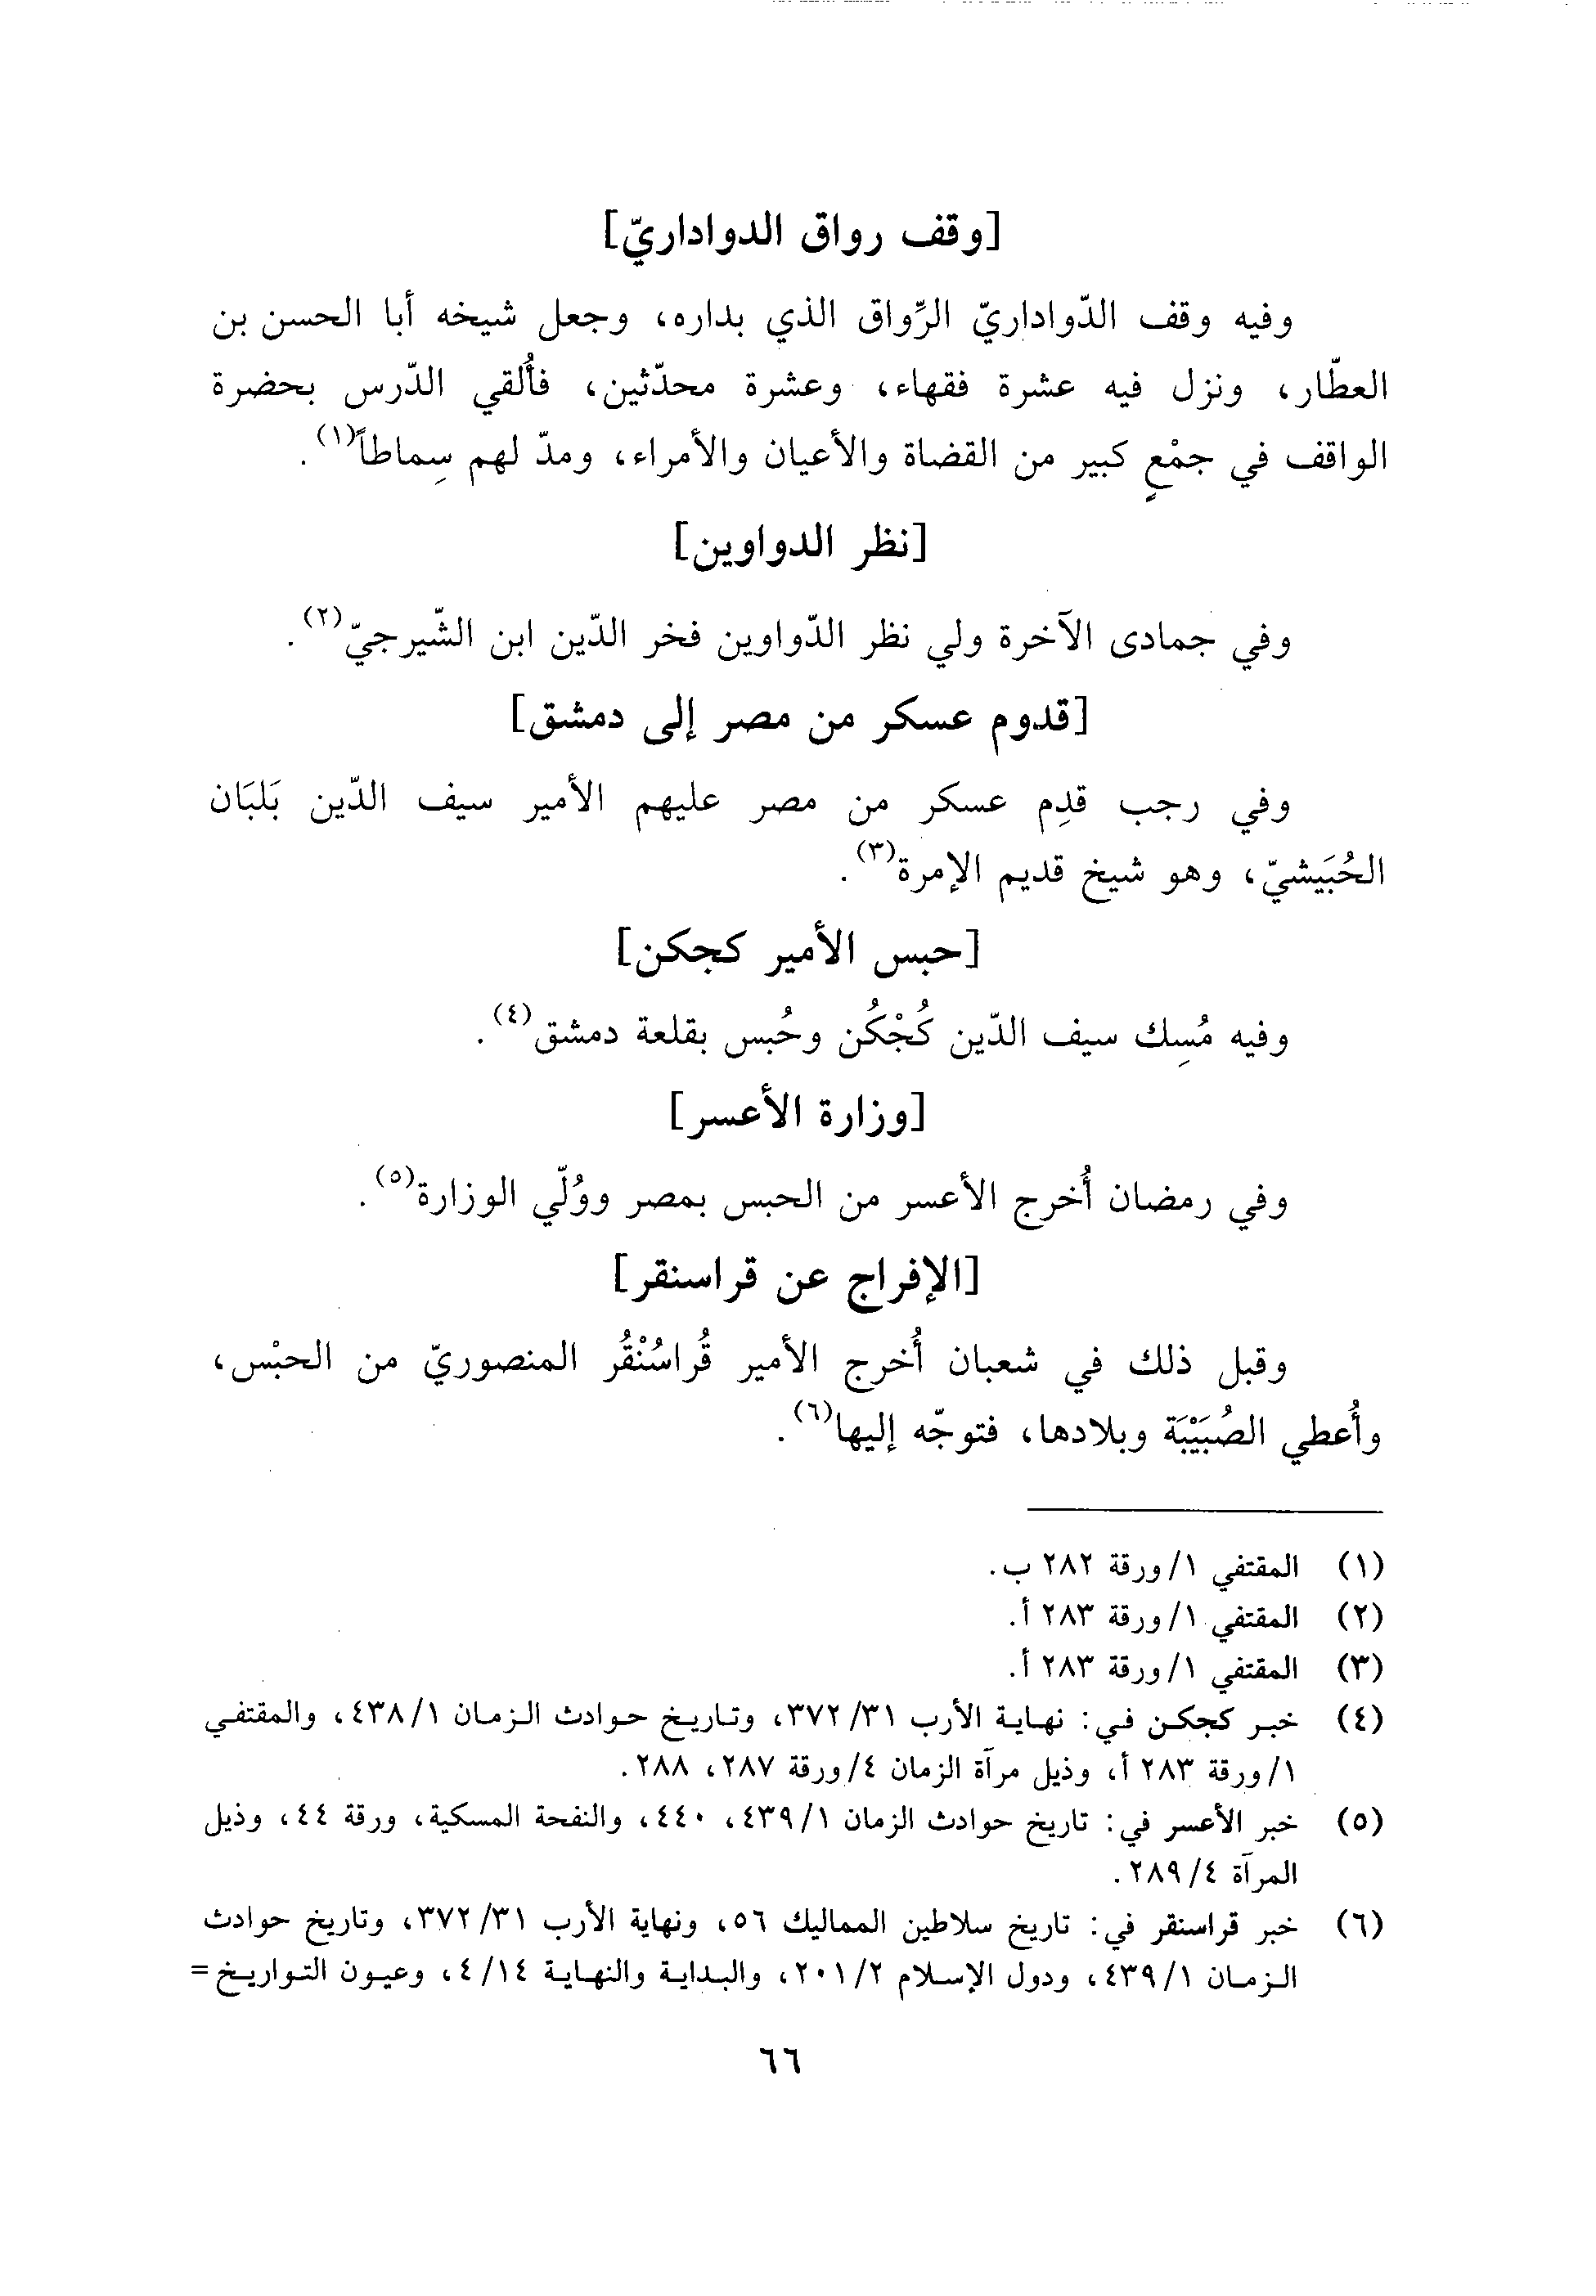 [وقف رواق الدواداريّ]
وفيه وقف الدّواداريّ الرِّواق الذي بداره، وجعل شيخه أبا الحسن بن
العطّار، ونزل فيه عشرة فقهاء، وعشرة محدّثين، فأُلقي الدّرس بحضرة
الواقف في جمْعٍ كبير من القضاة والأعيان والأمراء، ومدّ لهم سِماطاً(١).
[نظر الدواوين]
وفي جمادى الآخرة ولي نظر الدّواوين فخر الدّين ابن الشّيرجيّ(٢).
[قدوم عسكر من مصر إلى دمشق]
وفي رجب قدِم عسكر من مصر عليهم الأمير سيف الدّين بَلبَان
الحُبَيشيّ، وهو شيخ قديم الإمرة(٣).
[حبس الأمير كجكن]
وفيه مُسِك سيف الدّين كُجْكُن وحُبس بقلعة دمشق(٤).
[وزارة الأعسر]
وفي رمضان أُخرج الأعسر من الحبس بمصر ووُلّي الوزارة(٥).
[الإفراج عن قراسنقر]
وقبل ذلك في شعبان أُخرج الأمير قُراسُنْقُر المنصوريّ من الحبْس،
وأُعطي الصُبَيْبَة وبلادها، فتوجّه إليها(٦).
(١) المقتفي ١/ورقة ٢٨٢ ب.
(٢) المقتفي ١/ورقة ٢٨٣ أ.
(٣) المقتفي ١/ورقة ٢٨٣ أ.
(٤) خبر كجكن في: نهاية الأرب ٣١/ ٣٧٢، وتاريخ حوادث الزمان ١/ ٤٣٨، والمقتفي
١/ورقة ٢٨٣ أ، وذيل مرآة الزمان ٤/ورقة ٢٨٧، ٢٨٨.
(٥) خبر الأعسر في: تاريخ حوادث الزمان ١/ ٤٣٩، ٤٤٠، والنفحة المسكية، ورقة ٤٤، وذيل
المرآة ٤/ ٢٨٩.
(٦) خبر قراسنقر في: تاريخ سلاطين المماليك ٥٦، ونهاية الأرب ٣١/ ٣٧٢، وتاريخ حوادث
الزمان ١/ ٤٣٩، ودول الإسلام ٢/ ٢٠١، والبداية والنهاية ١٤/ ٤، وعيون التواريخ =
٦٦